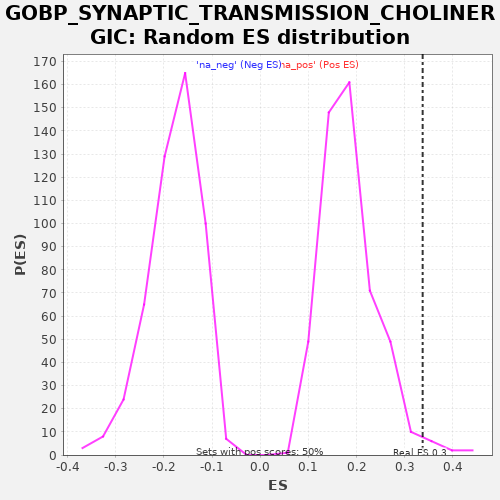 GOBP_SYNAPTIC_TRANSMISSION_CHOLINER
GIC: Random ES distribution
'na_neg' (Neg ES) na_pos' (Pos ES)
170
160
150
140
130
120
110
100
90
80
70
60
50
40
30
20
10
0
P(ES)
Sets with pos scores: 50%
Real ES 0.3
-0.4 -0.3 -0.2 -0.1 0.0 0.1 0.2 0.3 0.4
ES